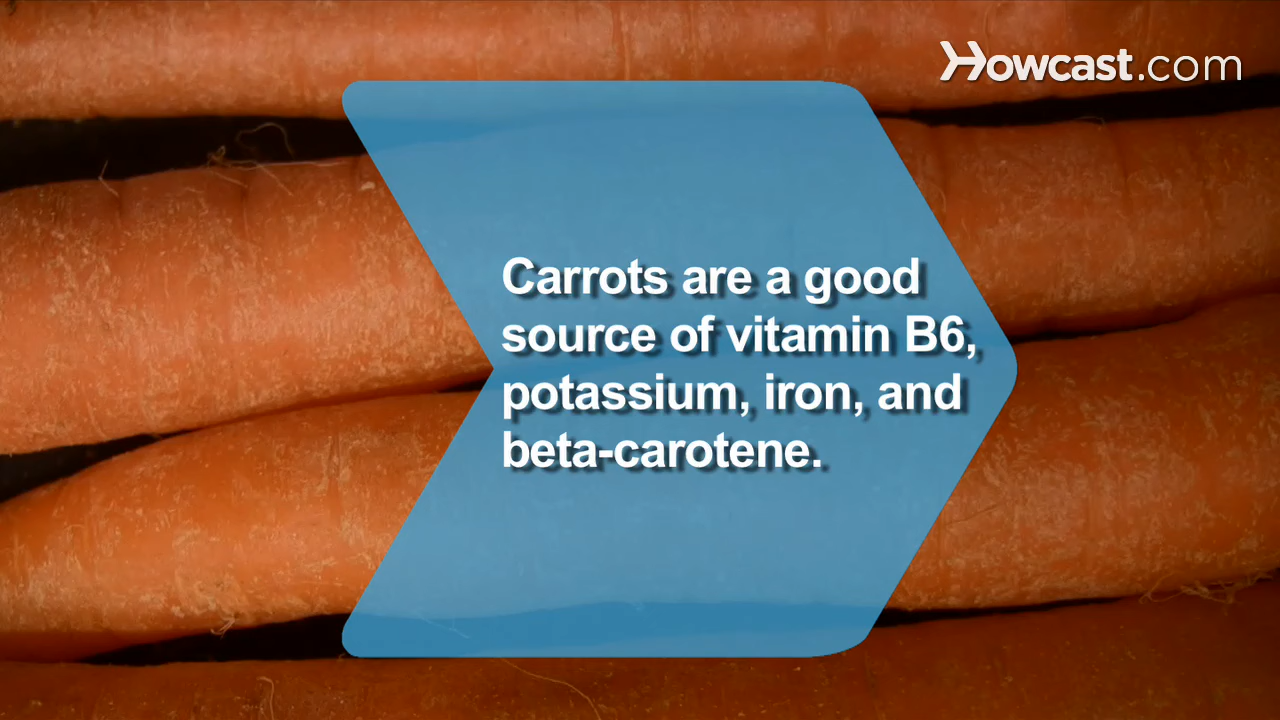 Howcast.com
Carrots are a good
source of vitamin B6,
potassium, iron, and
beta-carotene.